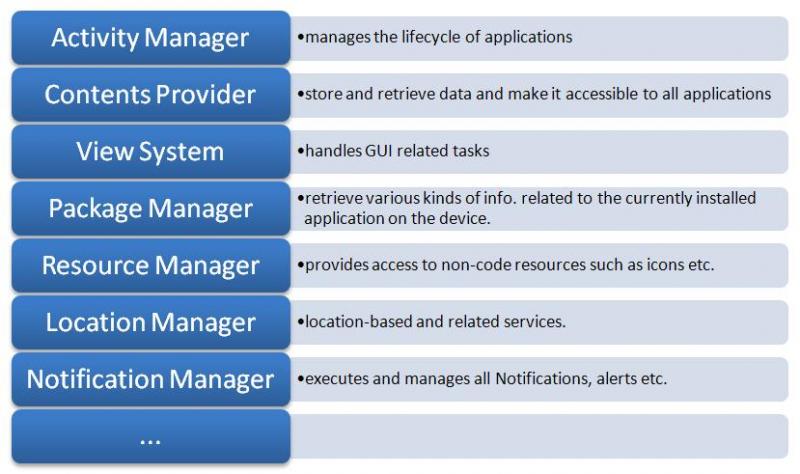 Activity Manager
•manages the lifecycle of applications
Contents Provider
•store and retrieve data and make it accessible to all applications
View System
•handles GUI related tasks
Package Manager
•retrieve various kinds of info. related to the currently installed
application on the device.
Resource Manager
•provides access to non-code resources such as icons etc.
Location Manager
•location-based and related services.
Notification Manager
•executes and manages all Notifications, alerts etc.
...